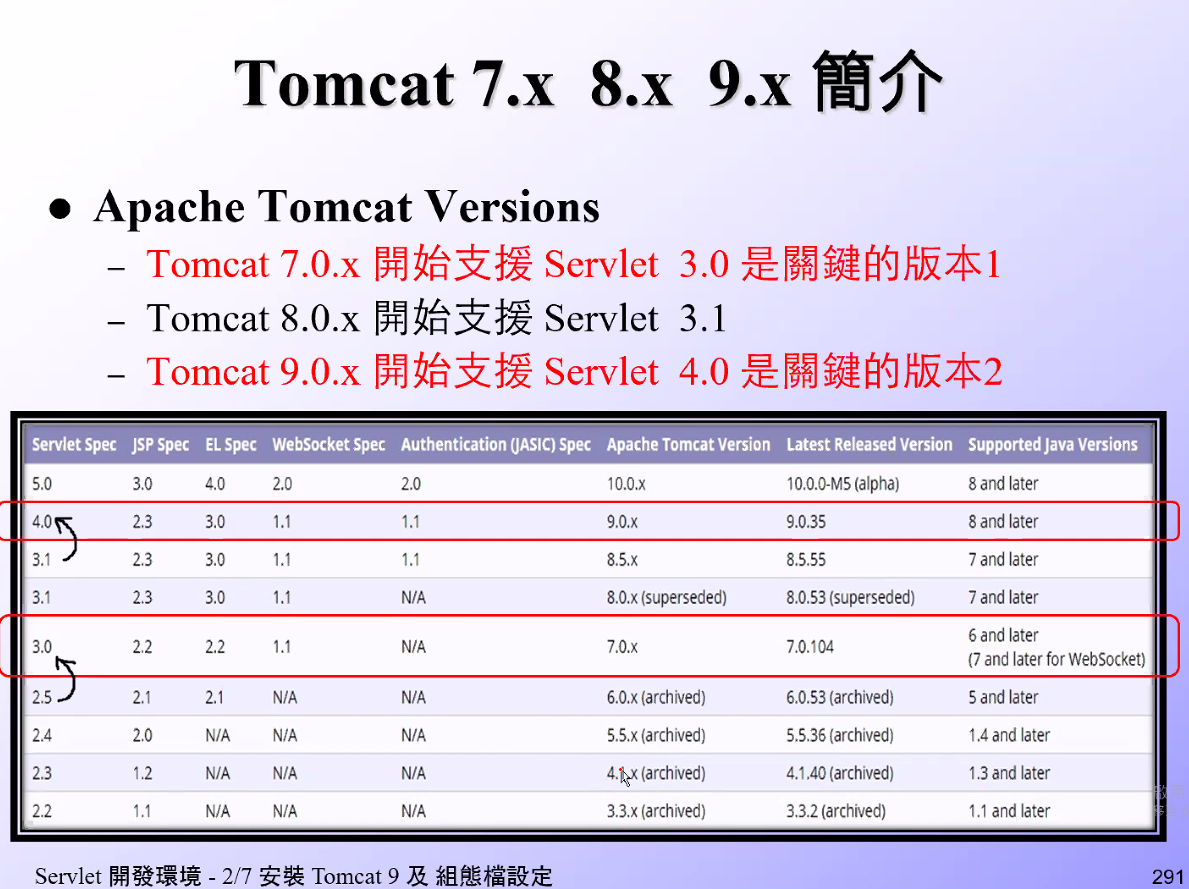 Tomcat 7.x 8.x 9.x 簡介
● Apache Tomcat Versions
– Tomcat 7.0.x 開始支援 Servlet 3.0 是關鍵的版本1
– Tomcat 8.0.x 開始支援 Servlet 3.1
– Tomcat 9.0.x 開始支援 Servlet 4.0 是關鍵的版本2
Servlet Spec JSP Spec EL Spec WebSocket Spec Authentication (JASIC) Spec Apache Tomcat Version Latest Released Version Supported Java Versions
5.0 3.0 4.0 2.0 2.0 10.0.x 10.0.0-M5 (alpha) 8 and later
4.0 2.3 3.0 1.1 1.1 9.0.x 9.0.35 8 and later
3.1 2.3 3.0 1.1 1.1 8.5.x 8.5.55 7 and later
3.1 2.3 3.0 1.1 N/A 8.0.x (superseded) 8.0.53 (superseded) 7 and later
3.0 2.2 2.2 1.1 N/A 7.0.x 7.0.104 6 and later
(7 and later for WebSocket)
2.5 2.1 2.1 N/A N/A 6.0.x (archived) 6.0.53 (archived) 5 and later
2.4 2.0 N/A N/A N/A 5.5.x (archived) 5.5.36 (archived) 1.4 and later
2.3 1.2 N/A N/A N/A 4.1.x (archived) 4.1.40 (archived) 1.3 and later
2.2 1.1 N/A N/A N/A 3.3.x (archived) 3.3.2 (archived) 1.1 and later
Servlet 開發環境 - 2/7 安裝 Tomcat 9 及 組態檔設定
291